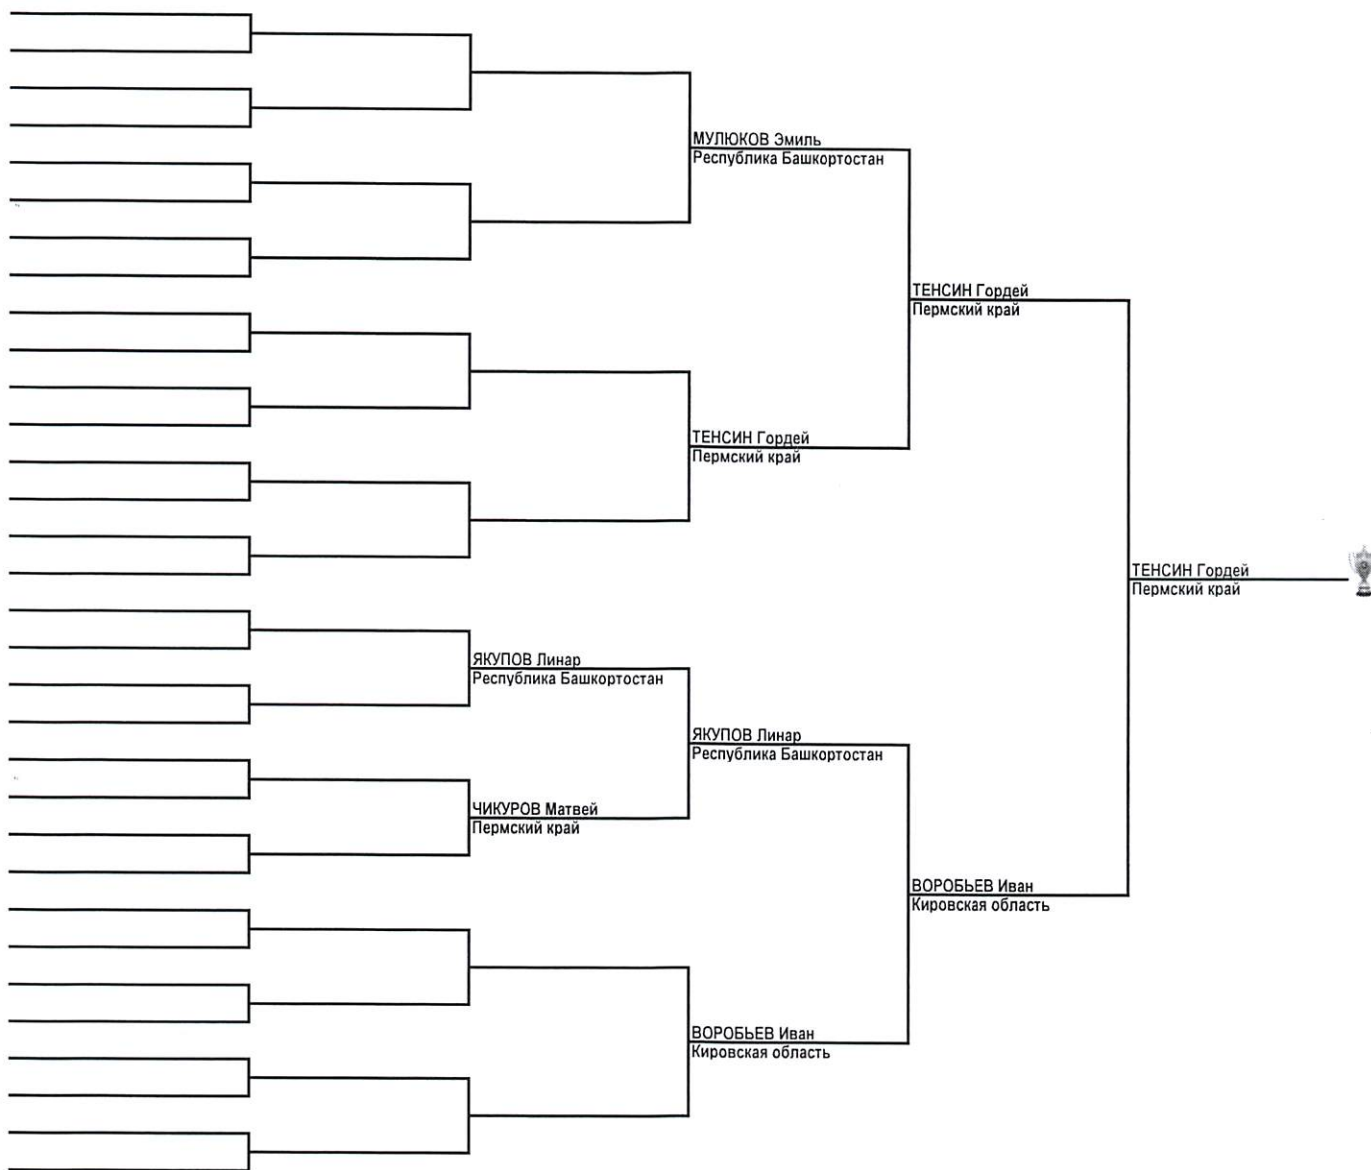 МУЛЮКОВ Эмиль
Республика Башкортостан
ТЕНСИН Гордей
Пермский край
ТЕНСИН Гордей
Пермский край
ТЕНСИН Гордей
Пермский край
ЯКУПОВ Линар
Республика Башкортостан
ЯКУПОВ Линар
Республика Башкортостан
ЧИКУРОВ Матвей
Пермский край
ВОРОБЬЕВ Иван
Кировская область
ВОРОБЬЕВ Иван
Кировская область